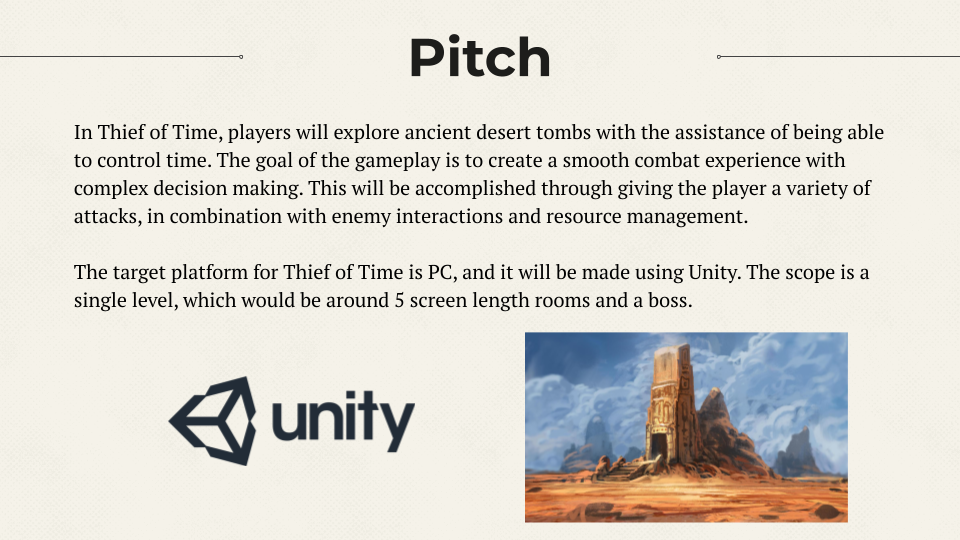 Pitch
In Thief of Time, players will explore ancient desert tombs with the assistance of being able
to control time. The goal of the gameplay is to create a smooth combat experience with
complex decision making. This will be accomplished through giving the player a variety of
attacks, in combination with enemy interactions and resource management.
The target platform for Thief of Time is PC, and it will be made using Unity. The scope is a
single level, which would be around 5 screen length rooms and a boss.
unity